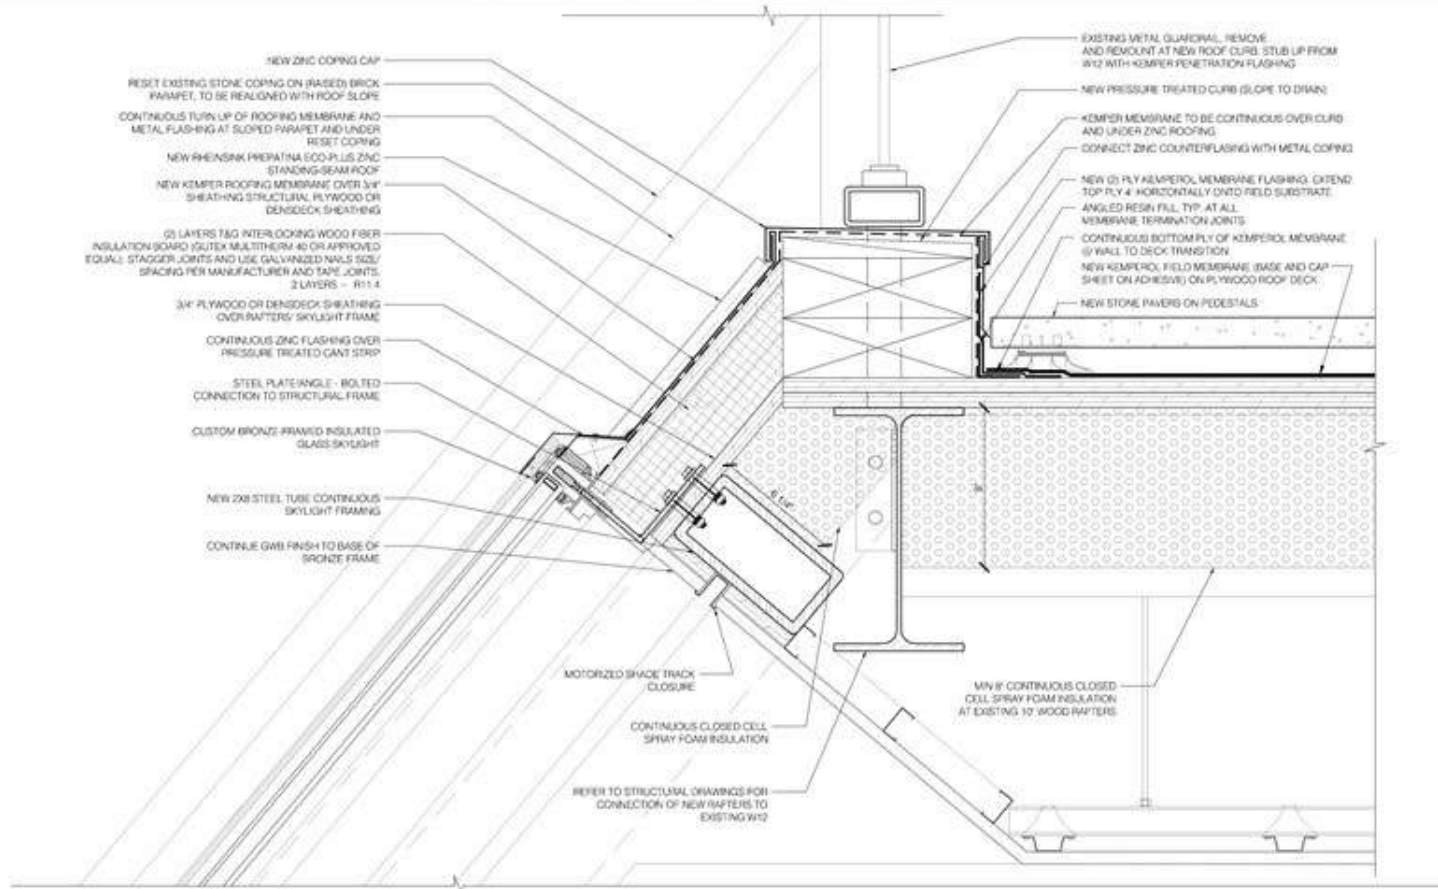 NEW ZINC COPING CAP
RESET EXISTING STONE COPING ON (RAISED) BRICK
PARAPET, TO BE REALIGNED WITH ROOF SLOPE
CONTINUOUS TURN UP OF ROOFING MEMBRANE AND
METAL FLASHING AT SLOPED PARAPET AND UNDER
RESET COPING
NEW RHEINSINK PREPATINA ECO-PLUS ZINC
STANDING-SEAM ROOF
NEW KEMPER ROOFING MEMBRANE OVER 3/4"
SHEATHING STRUCTURAL PLYWOOD OR
DENSDECK SHEATHING
(2) LAYERS T&G INTERLOCKING WOOD FIBER
INSULATION BOARD (GUTEX MULTITHERM 40 OR APPROVED
EQUAL). STAGGER JOINTS AND USE GALVANIZED NAILS SIZE/
SPACING PER MANUFACTURER AND TAPE JOINTS.
2 LAYERS - R11.4
3/4" PLYWOOD OR DENSDECK SHEATHING
OVER RAFTERS/ SKYLIGHT FRAME
CONTINUOUS ZINC FLASHING OVER
PRESSURE TREATED CANT STRIP
STEEL PLATE/ANGLE - BOLTED
CONNECTION TO STRUCTURAL FRAME
CUSTOM BRONZE-FRAMED INSULATED
GLASS SKYLIGHT
NEW 2X8 STEEL TUBE CONTINUOUS
SKYLIGHT FRAMING
CONTINUE GWB FINISH TO BASE OF
BRONZE FRAME
EXISTING METAL GUARDRAIL, REMOVE
AND REMOUNT AT NEW ROOF CURB. STUB UP FROM
W12 WITH KEMPER PENETRATION FLASHING
NEW PRESSURE TREATED CURB (SLOPE TO DRAIN)
KEMPER MEMBRANE TO BE CONTINUOUS OVER CURB
AND UNDER ZINC ROOFING
CONNECT ZINC COUNTERFLASING WITH METAL COPING
NEW (2) PLY KEMPEROL MEMBRANE FLASHING. EXTEND
TOP PLY 4" HORIZONTALLY ONTO FIELD SUBSTRATE
ANGLED RESIN FILL, TYP. AT ALL
MEMBRANE TERMINATION JOINTS
CONTINUOUS BOTTOM PLY OF KEMPEROL MEMBRANE
@ WALL TO DECK TRANSITION
NEW KEMPEROL FIELD MEMBRANE (BASE AND CAP
SHEET ON ADHESIVE) ON PLYWOOD ROOF DECK
NEW STONE PAVERS ON PEDESTALS
6 1/4"
8"
MOTORIZED SHADE TRACK
CLOSURE
CONTINUOUS CLOSED CELL
SPRAY FOAM INSULATION
REFER TO STRUCTURAL DRAWINGS FOR
CONNECTION OF NEW RAFTERS TO
EXISTING W12
MIN 8" CONTINUOUS CLOSED
CELL SPRAY FOAM INSULATION
AT EXISTING 10" WOOD RAFTERS